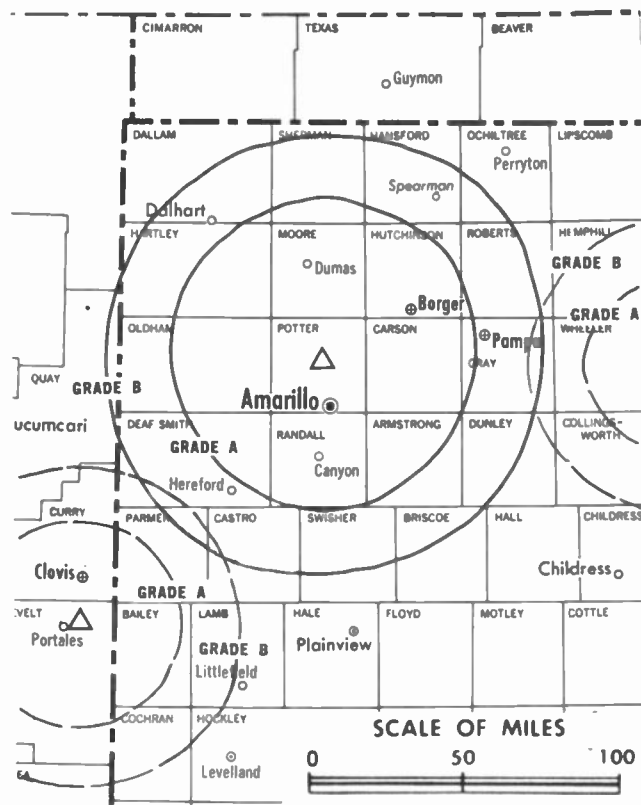 CIMARRON TEXAS BEAVER
Guymon
DALLAM SHERMAN HANSFORD OCHILTREE LIPSCOMB
Perryton
Spearman
Dalhart
HARTLEY MOORE HUTCHINSON ROBERTS HEMPHILL
GRADE B
Dumas
GRADE A
Borger
OLDHAM POTTER CARSON WHEELER
Pampa
GRAY
QUAY
GRADE B
Amarillo
ucumcari
DEAF SMITH ARMSTRONG DONLEY COLLINGS-
WORTH
RANDALL
GRADE A
Canyon
Hereford
CURRY PARMER CASTRO SWISHER BRISCOE HALL CHILDRESS
Clovis
Childress
GRADE A
EVELT BAILEY LAMB HALE FLOYD MOTLEY COTTLE
Portales
Plainview
GRADE B
Littlefield
COCHRAN HOCKLEY
SCALE OF MILES
Levelland
0 50 100
EA